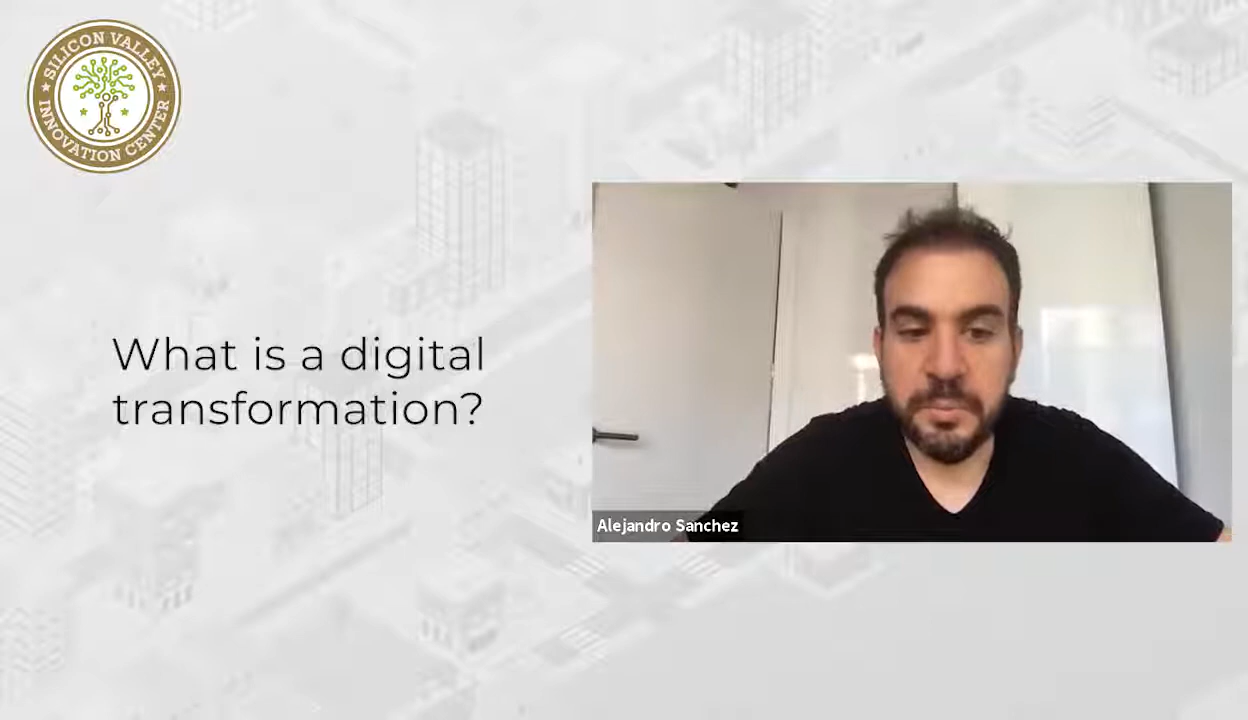 SILICON VALLEY
INNOVATION CENTER
What is a digital
transformation?
Alejandro Sanchez